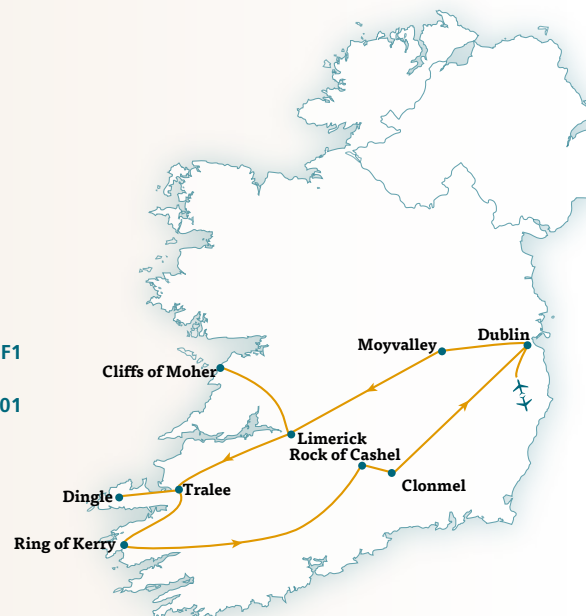 Dublin
Moyvalley
F1
Cliffs of Moher
01
Limerick
Rock of Cashel
Clonmel
Tralee
Dingle
Ring of Kerry